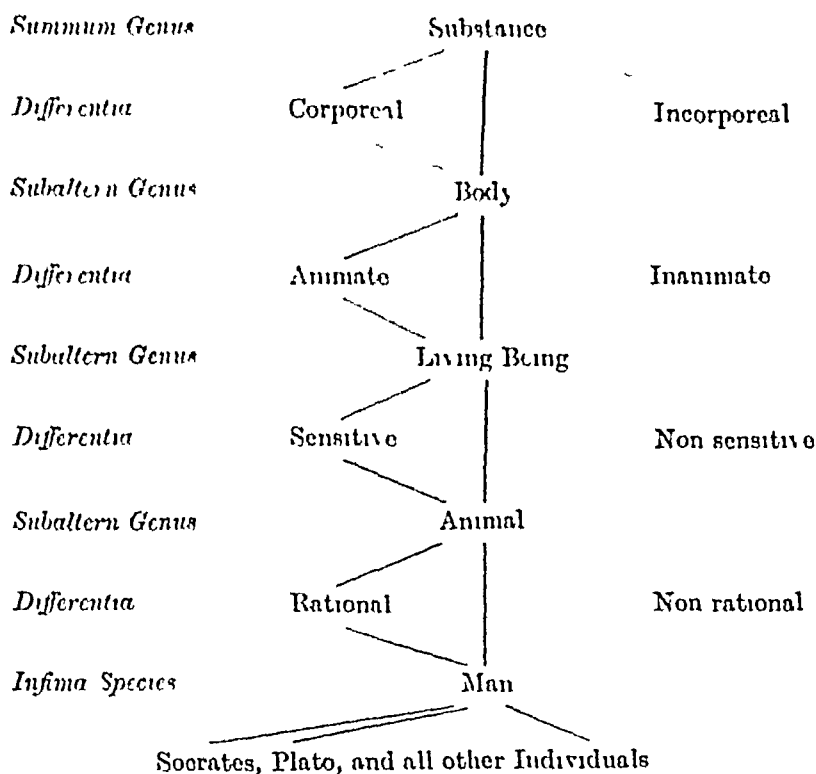 Summum Genus Substance
Differentia Corporeal Incorporeal
Subaltern Genus Body
Differentia Animate Inanimate
Subaltern Genus Living Being
Differentia Sensitive Non sensitive
Subaltern Genus Animal
Differentia Rational Non rational
Infima Species Man
Socrates, Plato, and all other Individuals